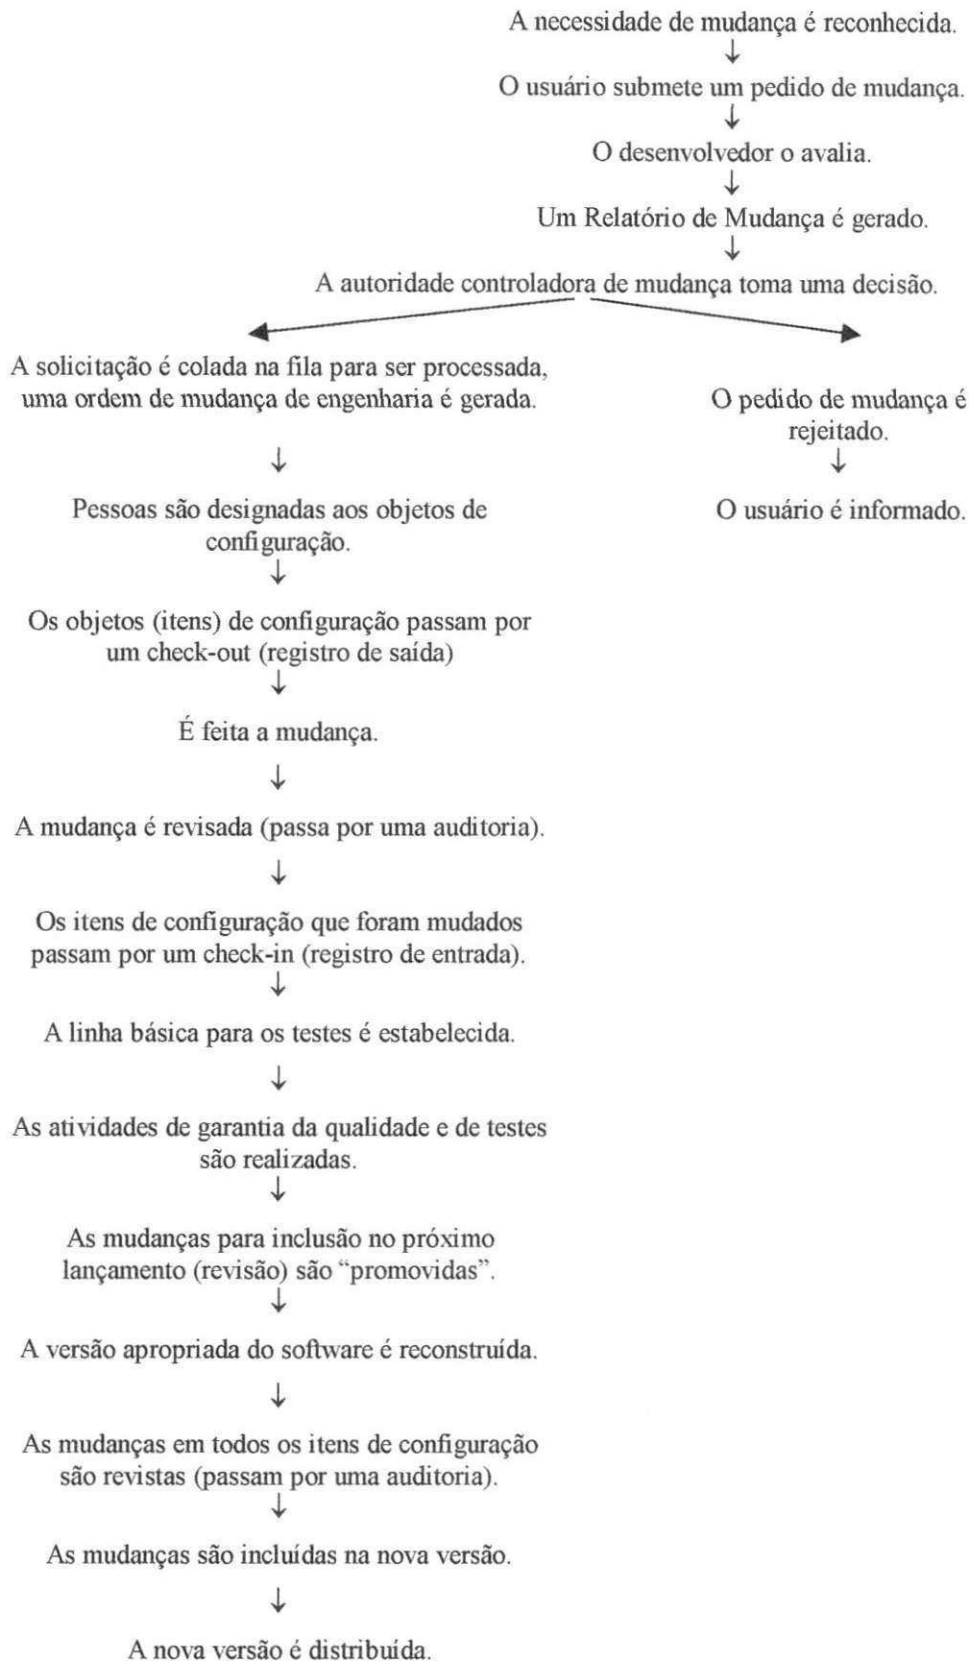 A necessidade de mudança é reconhecida.
↓
O usuário submete um pedido de mudança.
↓
O desenvolvedor o avalia.
↓
Um Relatório de Mudança é gerado.
↓
A autoridade controladora de mudança toma uma decisão.
A solicitação é colada na fila para ser processada,
uma ordem de mudança de engenharia é gerada.
↓
Pessoas são designadas aos objetos de
configuração.
↓
Os objetos (itens) de configuração passam por
um check-out (registro de saída)
↓
É feita a mudança.
↓
A mudança é revisada (passa por uma auditoria).
↓
Os itens de configuração que foram mudados
passam por um check-in (registro de entrada).
↓
A linha básica para os testes é estabelecida.
↓
As atividades de garantia da qualidade e de testes
são realizadas.
↓
As mudanças para inclusão no próximo
lançamento (revisão) são “promovidas”.
↓
A versão apropriada do software é reconstruída.
↓
As mudanças em todos os itens de configuração
são revistas (passam por uma auditoria).
↓
As mudanças são incluídas na nova versão.
↓
A nova versão é distribuída.
O pedido de mudança é
rejeitado.
↓
O usuário é informado.